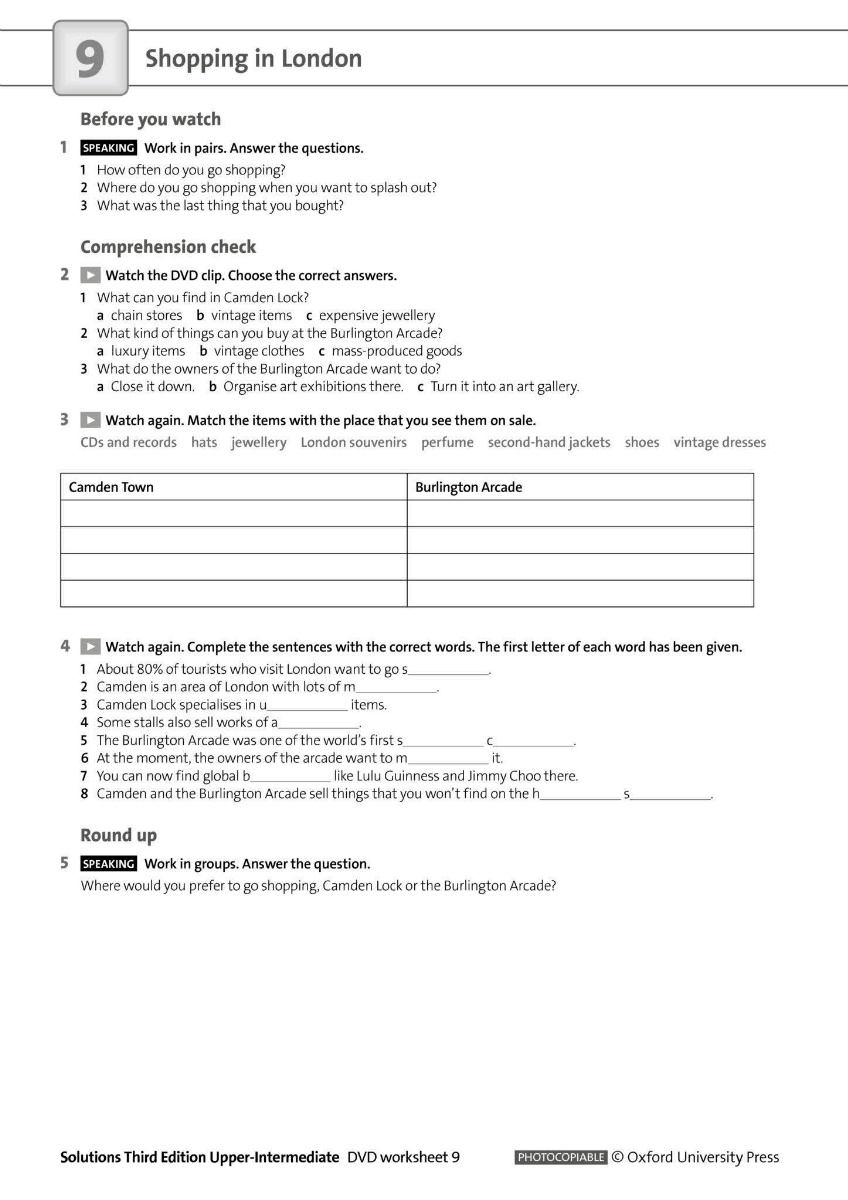 9 Shopping in London
Before you watch
1 SPEAKING Work in pairs. Answer the questions.
1 How often do you go shopping?
2 Where do you go shopping when you want to splash out?
3 What was the last thing that you bought?
Comprehension check
2 Watch the DVD clip. Choose the correct answers.
1 What can you find in Camden Lock?
a chain stores b vintage items c expensive jewellery
2 What kind of things can you buy at the Burlington Arcade?
a luxury items b vintage clothes c mass-produced goods
3 What do the owners of the Burlington Arcade want to do?
a Close it down. b Organise art exhibitions there. c Turn it into an art gallery.
3 Watch again. Match the items with the place that you see them on sale.
CDs and records hats jewellery London souvenirs perfume second-hand jackets shoes vintage dresses
Camden Town Burlington Arcade
4 Watch again. Complete the sentences with the correct words. The first letter of each word has been given.
1 About 80% of tourists who visit London want to go s__________.
2 Camden is an area of London with lots of m__________.
3 Camden Lock specialises in u__________ items.
4 Some stalls also sell works of a__________.
5 The Burlington Arcade was one of the world's first s__________ c__________.
6 At the moment, the owners of the arcade want to m__________ it.
7 You can now find global b__________ like Lulu Guinness and Jimmy Choo there.
8 Camden and the Burlington Arcade sell things that you won't find on the h__________ s__________.
Round up
5 SPEAKING Work in groups. Answer the question.
Where would you prefer to go shopping, Camden Lock or the Burlington Arcade?
Solutions Third Edition Upper-Intermediate DVD worksheet 9 PHOTOCOPIABLE © Oxford University Press